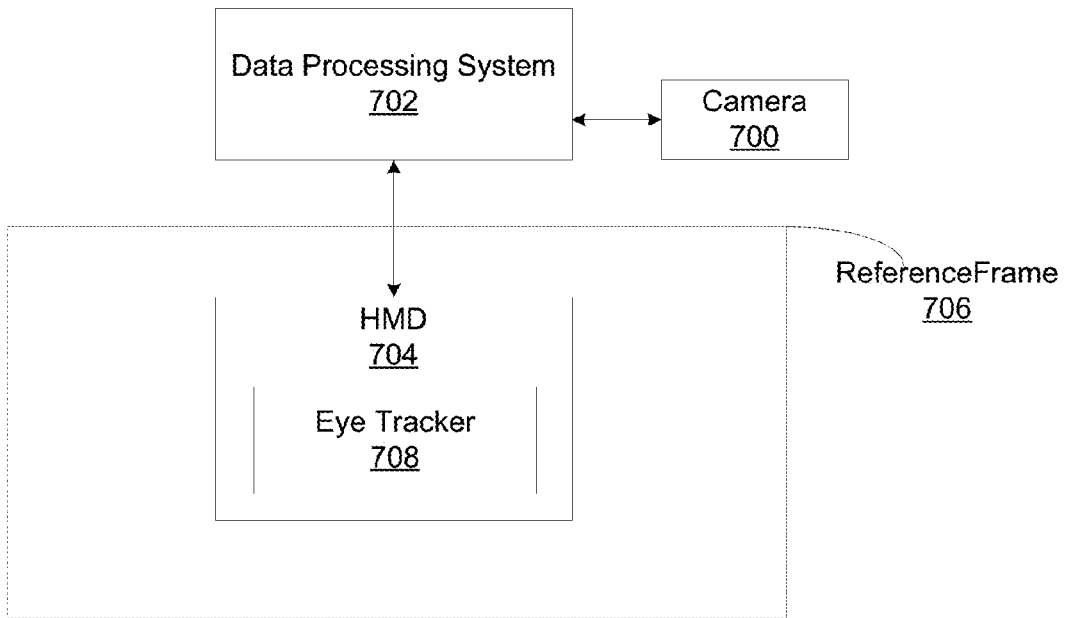 Data Processing System
702
Camera
700
ReferenceFrame
706
HMD
704
Eye Tracker
708